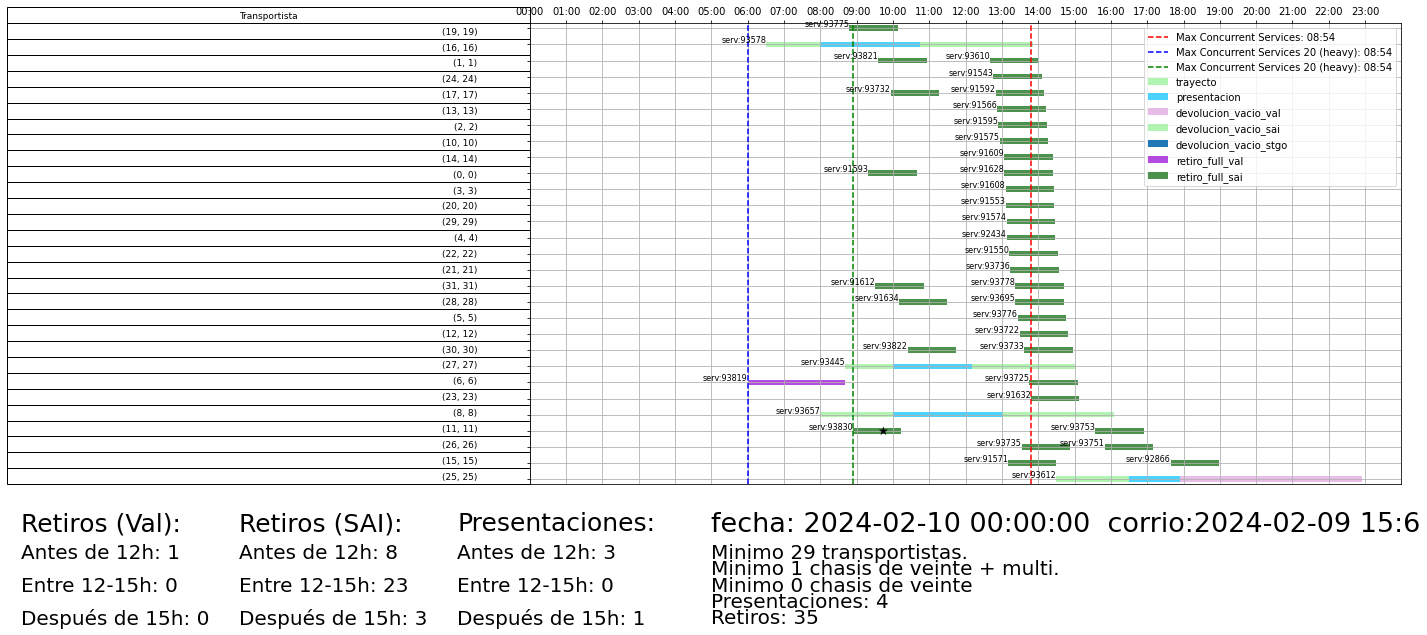 Transportista
00:00 01:00 02:00 03:00 04:00 05:00 06:00 07:00 08:00 09:00 10:00 11:00 12:00 13:00 14:00 15:00 16:00 17:00 18:00 19:00 20:00 21:00 22:00 23:00
(19, 19) serv:93775
(16, 16) serv:93578
(1, 1) serv:93821 serv:93610
(24, 24) serv:91543
(17, 17) serv:93732 serv:91592
(13, 13) serv:91566
(2, 2) serv:91595
(10, 10) serv:91575
(14, 14) serv:91609
(0, 0) serv:91593 serv:91628
(3, 3) serv:91608
(20, 20) serv:91553
(29, 29) serv:91574
(4, 4) serv:92434
(22, 22) serv:91550
(21, 21) serv:93736
(31, 31) serv:91612 serv:93778
(28, 28) serv:91634 serv:93695
(5, 5) serv:93776
(12, 12) serv:93722
(30, 30) serv:93822 serv:93733
(27, 27) serv:93445
(6, 6) serv:93819 serv:93725
(23, 23) serv:91632
(8, 8) serv:93657
(11, 11) serv:93830 serv:93753
(26, 26) serv:93735 serv:93751
(15, 15) serv:91571 serv:92866
(25, 25) serv:93612
Max Concurrent Services: 08:54
Max Concurrent Services 20 (heavy): 08:54
Max Concurrent Services 20 (heavy): 08:54
trayecto
presentacion
devolucion_vacio_val
devolucion_vacio_sai
devolucion_vacio_stgo
retiro_full_val
retiro_full_sai
Retiros (Val):
Antes de 12h: 1
Entre 12-15h: 0
Después de 15h: 0
Retiros (SAI):
Antes de 12h: 8
Entre 12-15h: 23
Después de 15h: 3
Presentaciones:
Antes de 12h: 3
Entre 12-15h: 0
Después de 15h: 1
fecha: 2024-02-10 00:00:00 corrio:2024-02-09 15:6
Minimo 29 transportistas.
Minimo 1 chasis de veinte + multi.
Minimo 0 chasis de veinte
Presentaciones: 4
Retiros: 35